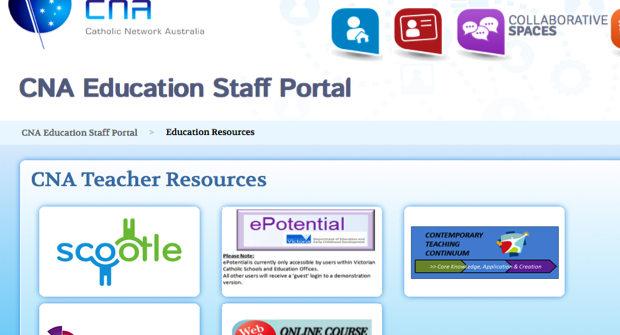 CNA
Catholic Network Australia
COLLABORATIVE
SPACES
CNA Education Staff Portal
CNA Education Staff Portal > Education Resources
CNA Teacher Resources
scootle
ePotential
Victoria
Department of Education and
Early Childhood Development
Please Note:
ePotential is currently only accessible by users within Victorian
Catholic Schools and Education Offices.
All other users will receive a 'guest' login to a demonstration
version.
CONTEMPORARY
TEACHING
CONTINUUM
>> Core Knowledge, Application & Creation
Web
ONLINE COURSE